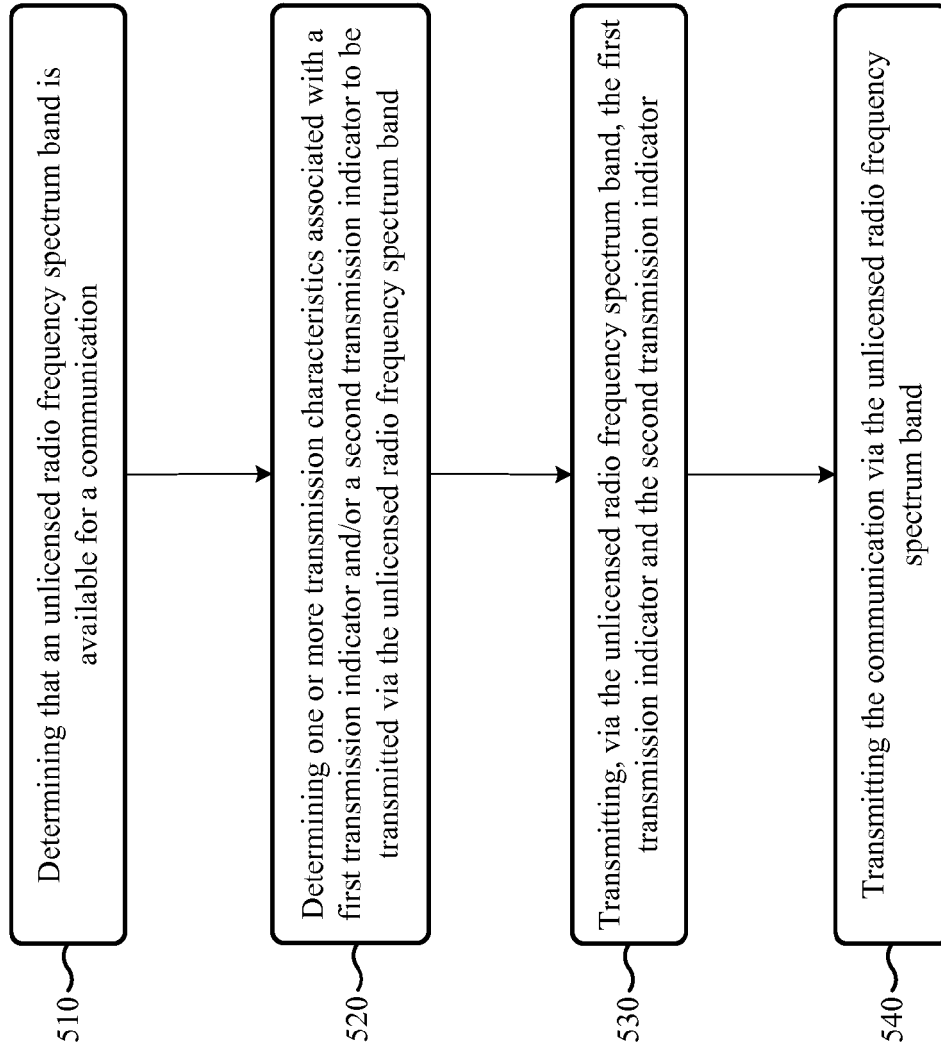 510
Determining that an unlicensed radio frequency spectrum band is
available for a communication
520
Determining one or more transmission characteristics associated with a
first transmission indicator and/or a second transmission indicator to be
transmitted via the unlicensed radio frequency spectrum band
530
Transmitting, via the unlicensed radio frequency spectrum band, the first
transmission indicator and the second transmission indicator
540
Transmitting the communication via the unlicensed radio frequency
spectrum band